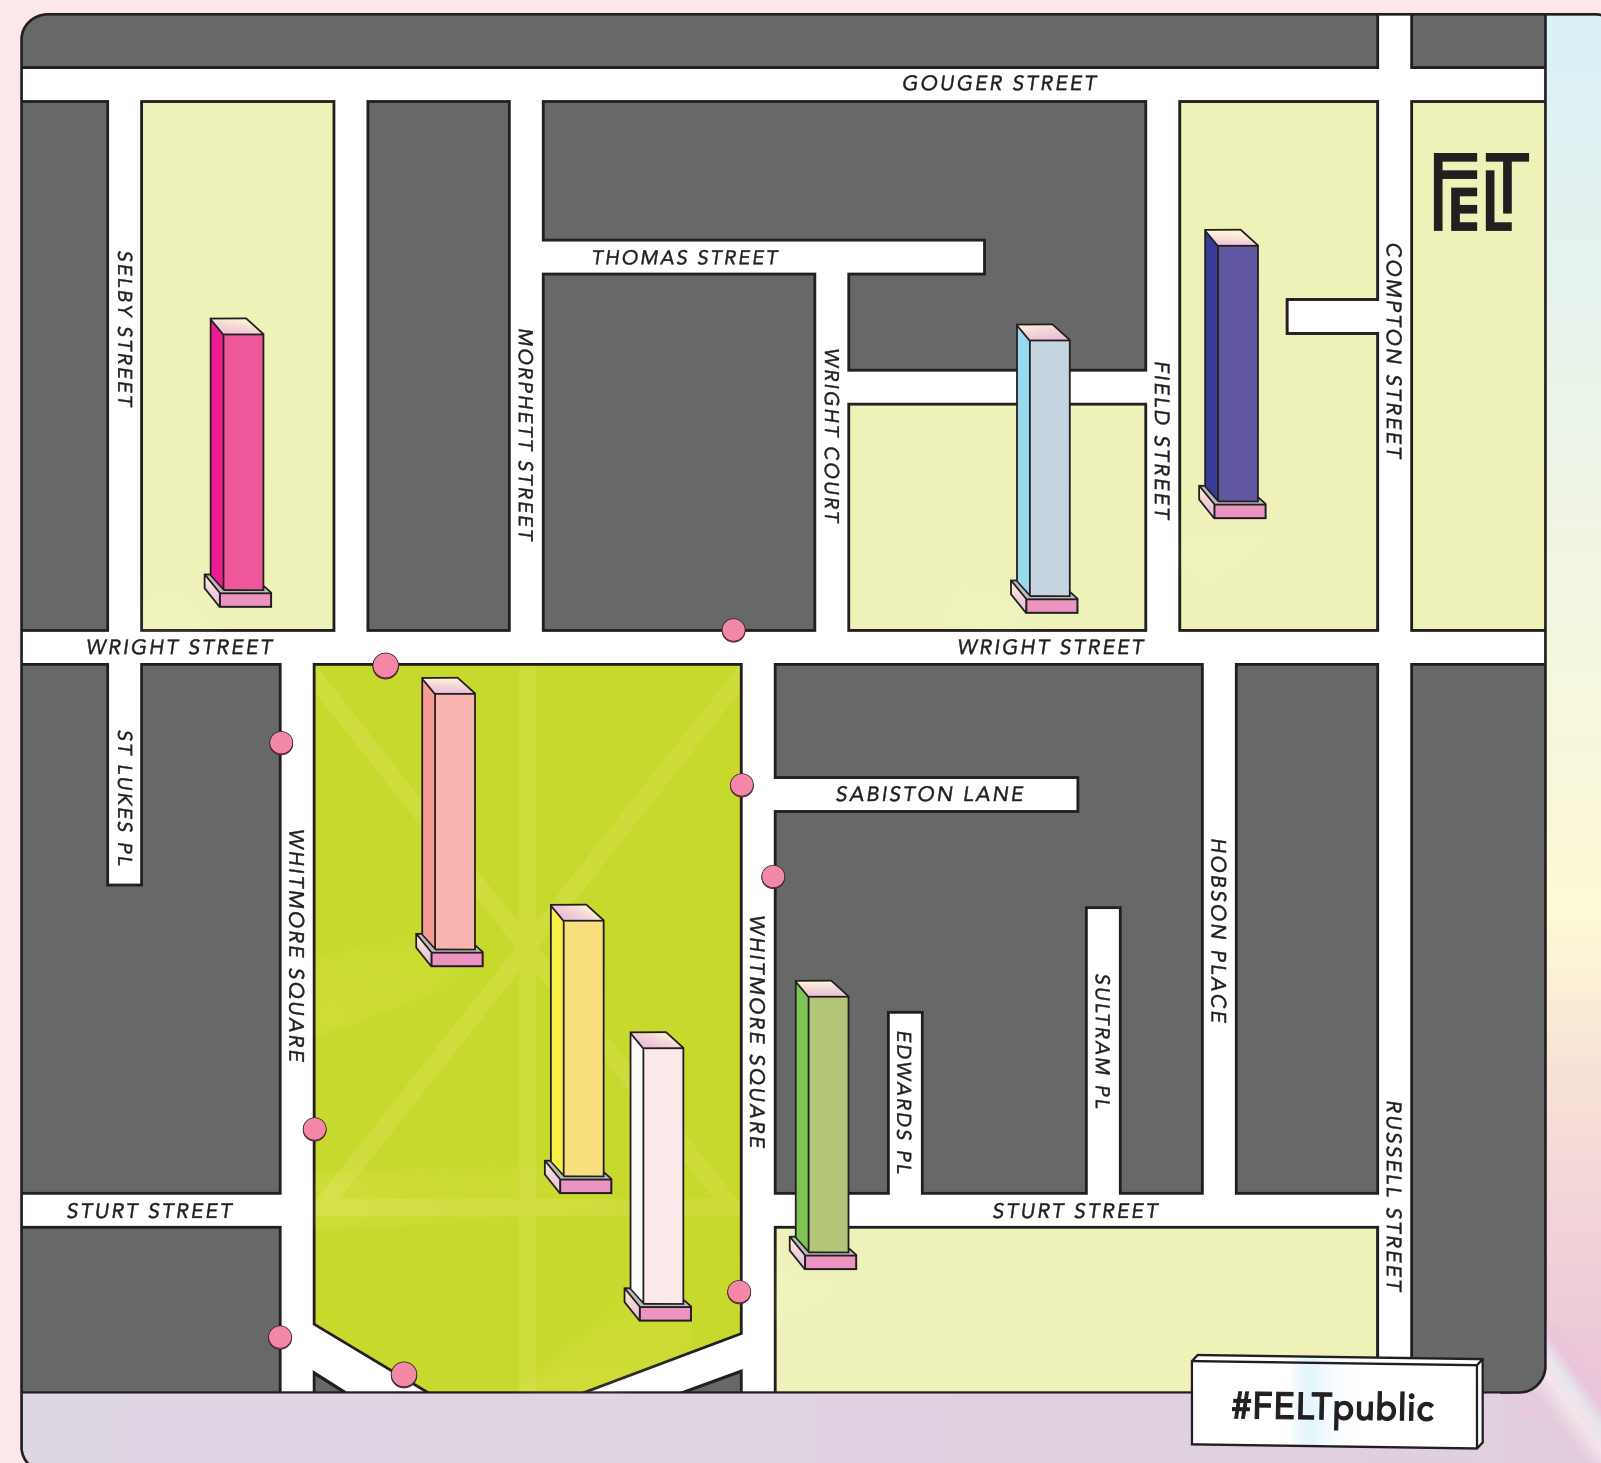 GOUGER STREET
FELT
SELBY STREET
THOMAS STREET
COMPTON STREET
MORPHETT STREET
WRIGHT COURT
FIELD STREET
WRIGHT STREET
WRIGHT STREET
ST LUKES PL
SABISTON LANE
WHITMORE SQUARE
HOBSON PLACE
WHITMORE SQUARE
SULTRAM PL
EDWARDS PL
RUSSELL STREET
STURT STREET
STURT STREET
#FELTpublic